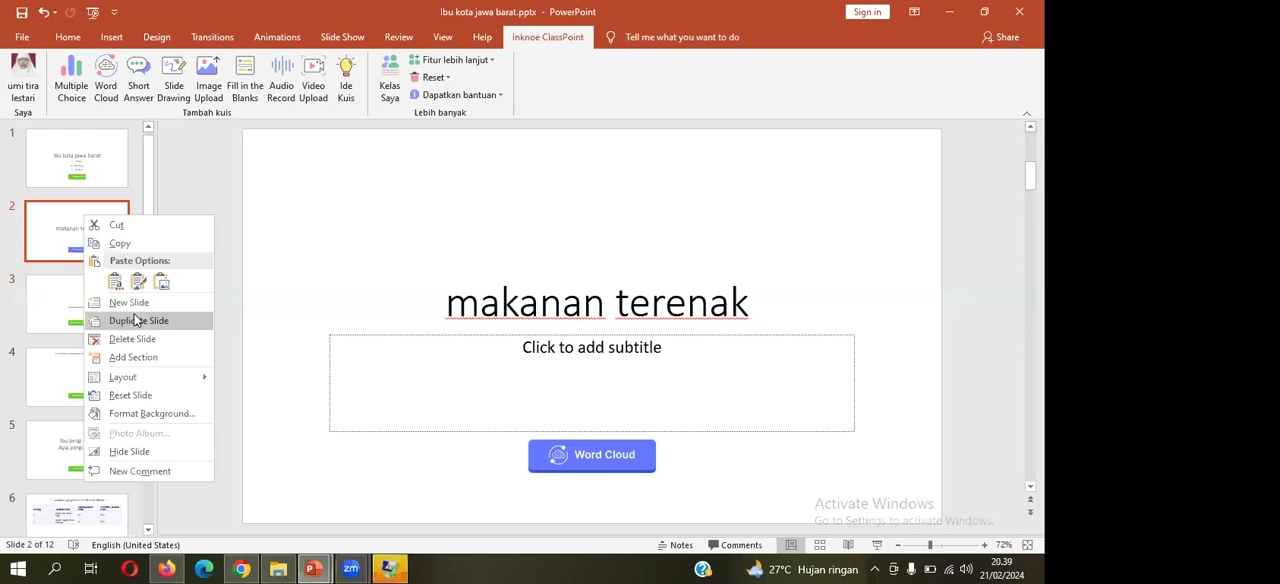 Ibu kota jawa barat.pptx - PowerPoint
Sign in
File Home Insert Design Transitions Animations Slide Show Review View Help Inknoe ClassPoint Tell me what you want to do Share
umi tira lestari
Multiple Choice
Word Cloud
Short Answer
Slide Drawing
Image Upload
Fill in the Blanks
Audio Record
Video Upload
Ide Kuis
Kelas Saya
Fitur lebih lanjut
Reset
Dapatkan bantuan
Saya
Tambah kuis
Lebih banyak
1
Ibu kota jawa barat
2
3
4
5
6
Cut
Copy
Paste Options:
New Slide
Duplicate Slide
Delete Slide
Add Section
Layout
Reset Slide
Format Background...
Photo Album...
Hide Slide
New Comment
makanan terenak
Click to add subtitle
Word Cloud
Activate Windows
Go to Settings to activate Windows.
Slide 2 of 12 English (United States) Notes Comments 72%
zm
27°C Hujan ringan
20.39
21/02/2024